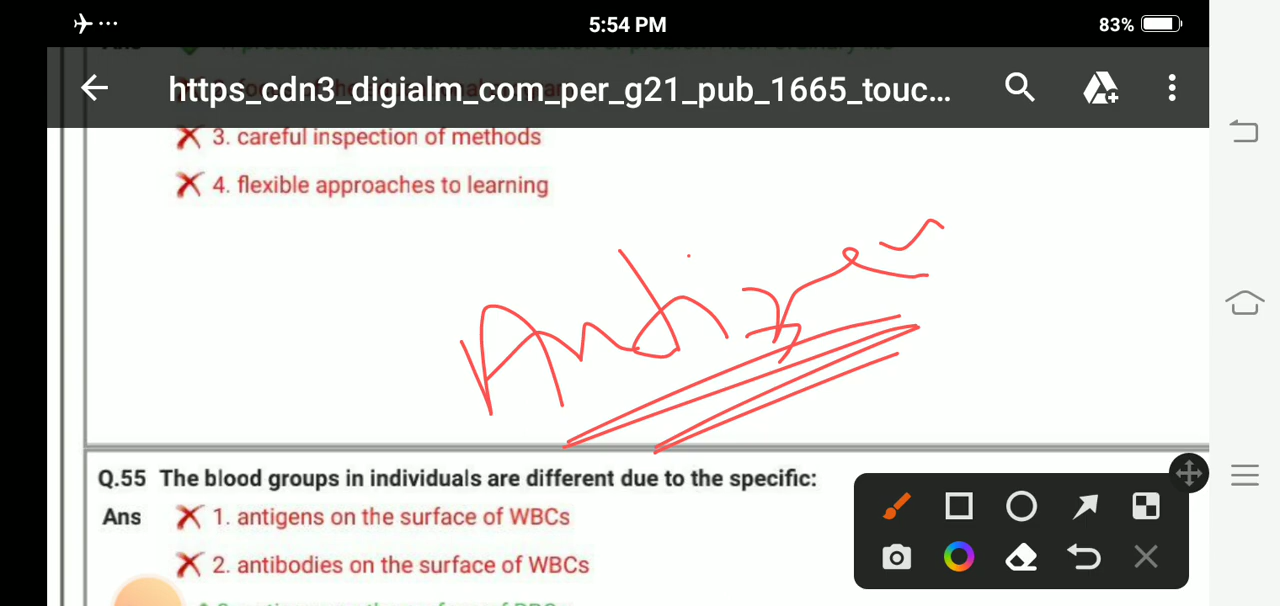 5:54 PM
83%
https_cdn3_digialm_com_per_g21_pub_1665_touc...
3. careful inspection of methods
4. flexible approaches to learning
Q.55 The blood groups in individuals are different due to the specific:
Ans 1. antigens on the surface of WBCs
2. antibodies on the surface of WBCs